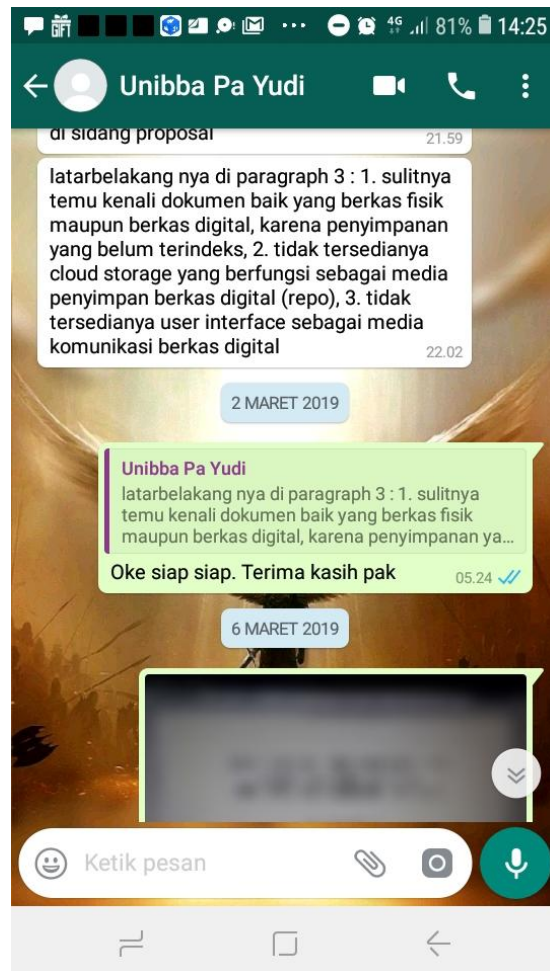 GIFT
4G
81%
14:25
Unibba Pa Yudi
di sidang proposal
21.59
latarbelakang nya di paragraph 3 : 1. sulitnya
temu kenali dokumen baik yang berkas fisik
maupun berkas digital, karena penyimpanan
yang belum terindeks, 2. tidak tersedianya
cloud storage yang berfungsi sebagai media
penyimpan berkas digital (repo), 3. tidak
tersedianya user interface sebagai media
komunikasi berkas digital
22.02
2 MARET 2019
Unibba Pa Yudi
latarbelakang nya di paragraph 3 : 1. sulitnya
temu kenali dokumen baik yang berkas fisik
maupun berkas digital, karena penyimpanan ya...
Oke siap siap. Terima kasih pak
05.24
6 MARET 2019
Ketik pesan